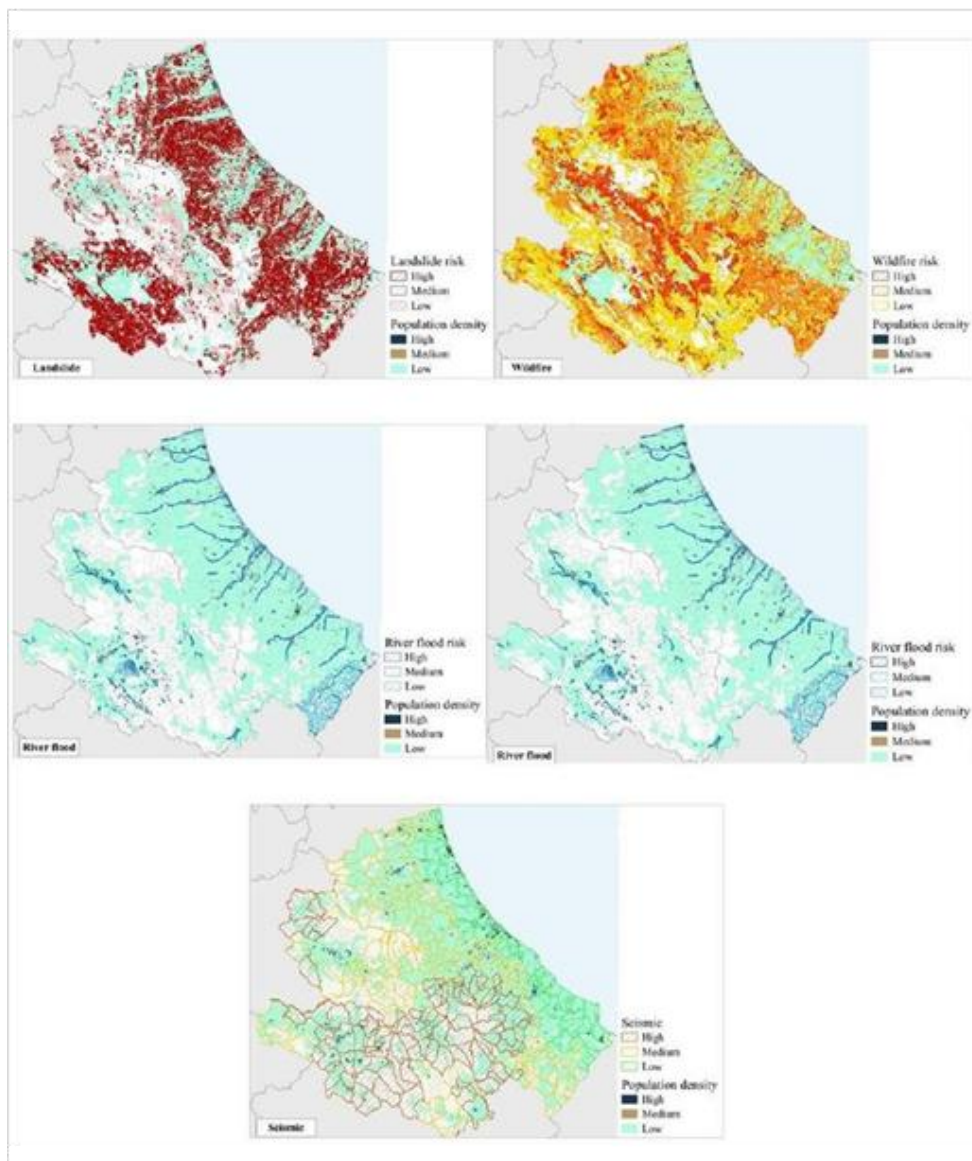 Landslide risk
High
Medium
Low
Population density
High
Medium
Low
Landslide
Wildfire risk
High
Medium
Low
Population density
High
Medium
Low
Wildfire
River flood risk
High
Medium
Low
Population density
High
Medium
Low
River flood
River flood risk
High
Medium
Low
Population density
High
Medium
Low
River flood
Seismic
High
Medium
Low
Population density
High
Medium
Low
Seismic